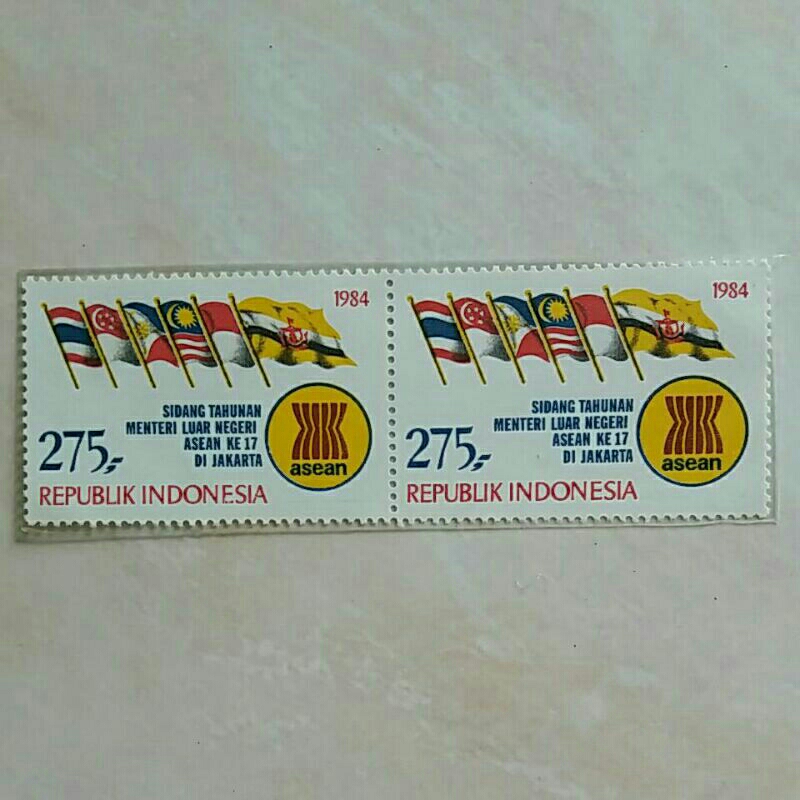 1984
SIDANG TAHUNAN
MENTERI LUAR NEGERI
ASEAN KE 17
DI JAKARTA
275,-
asean
REPUBLIK INDONESIA
1984
SIDANG TAHUNAN
MENTERI LUAR NEGERI
ASEAN KE 17
DI JAKARTA
275,-
asean
REPUBLIK INDONESIA